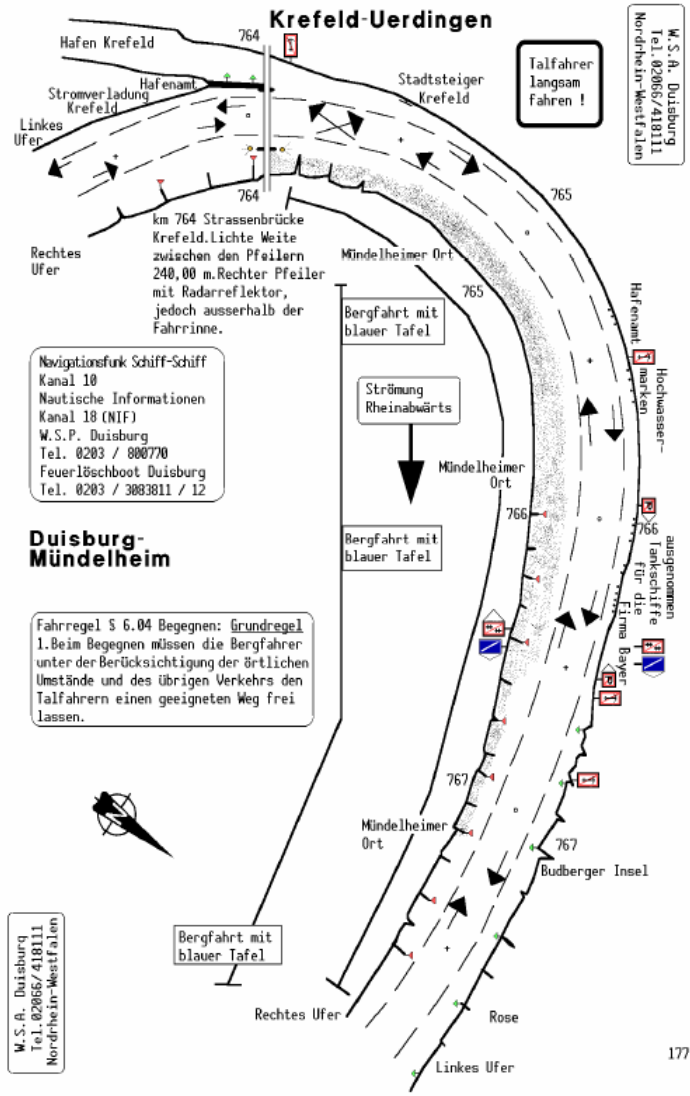 Krefeld-Uerdingen
Hafen Krefeld
764
Hafenamt
Stromverladung
Krefeld
Linkes
Ufer
Stadtsteiger
Krefeld
Talfahrer
langsam
fahren !
W.S.A. Duisburg
Tel.02066/418111
Nordrhein-Westfalen
764
765
Rechtes
Ufer
km 764 Strassenbrücke
Krefeld.Lichte Weite
zwischen den Pfeilern
240,00 m.Rechter Pfeiler
mit Radarreflektor,
jedoch ausserhalb der
Fahrrinne.
Mündelheimer Ort
765
Bergfahrt mit
blauer Tafel
Hafenamt
Hochwasser-
marken
Navigationsfunk Schiff-Schiff
Kanal 10
Nautische Informationen
Kanal 18 (NIF)
W.S.P. Duisburg
Tel. 0203 / 800770
Feuerlöschboot Duisburg
Tel. 0203 / 3083811 / 12
Strömung
Rheinabwärts
Mündelheimer
Ort
766
766
Duisburg-
Mündelheim
Bergfahrt mit
blauer Tafel
ausgenommen
Tankschiffe
für die
Firma Bayer
Fahrregel § 6.04 Begegnen: Grundregel
1.Beim Begegnen müssen die Bergfahrer
unter der Berücksichtigung der örtlichen
Umstände und des übrigen Verkehrs den
Talfahrern einen geeigneten Weg frei
lassen.
767
Mündelheimer
Ort
767
Budberger Insel
Bergfahrt mit
blauer Tafel
W.S.A. Duisburg
Tel.02066/418111
Nordrhein-Westfalen
Rechtes Ufer
Rose
Linkes Ufer
177